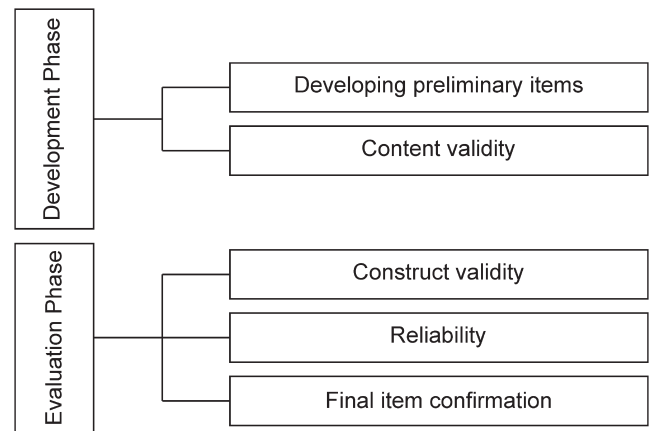 Development Phase
Developing preliminary items
Content validity
Evaluation Phase
Construct validity
Reliability
Final item confirmation